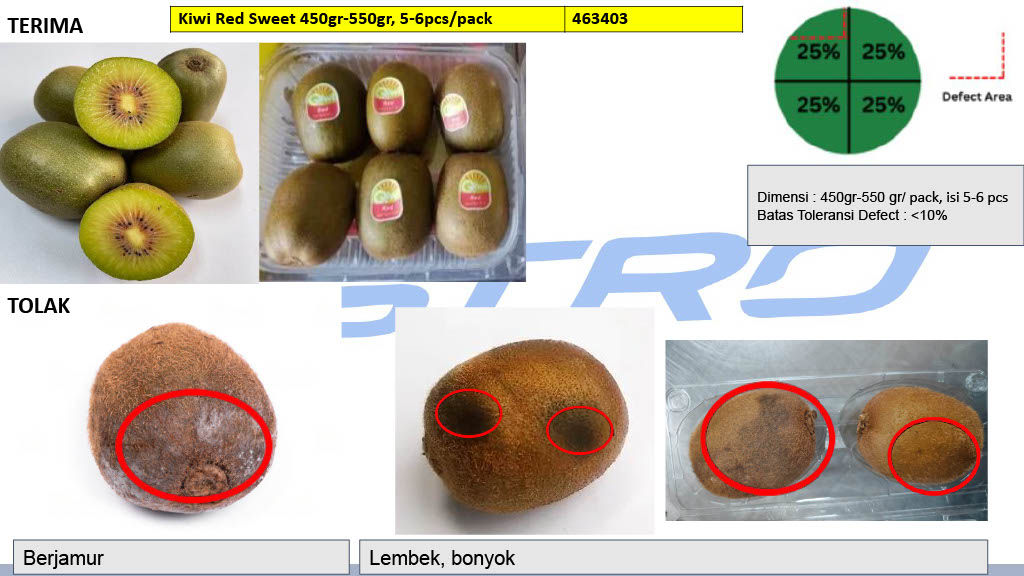 TERIMA
Kiwi Red Sweet 450gr-550gr, 5-6pcs/pack
463403
25%
25%
25%
25%
Defect Area
Dimensi : 450gr-550 gr/ pack, isi 5-6 pcs
Batas Toleransi Defect : <10%
TOLAK
Berjamur
Lembek, bonyok